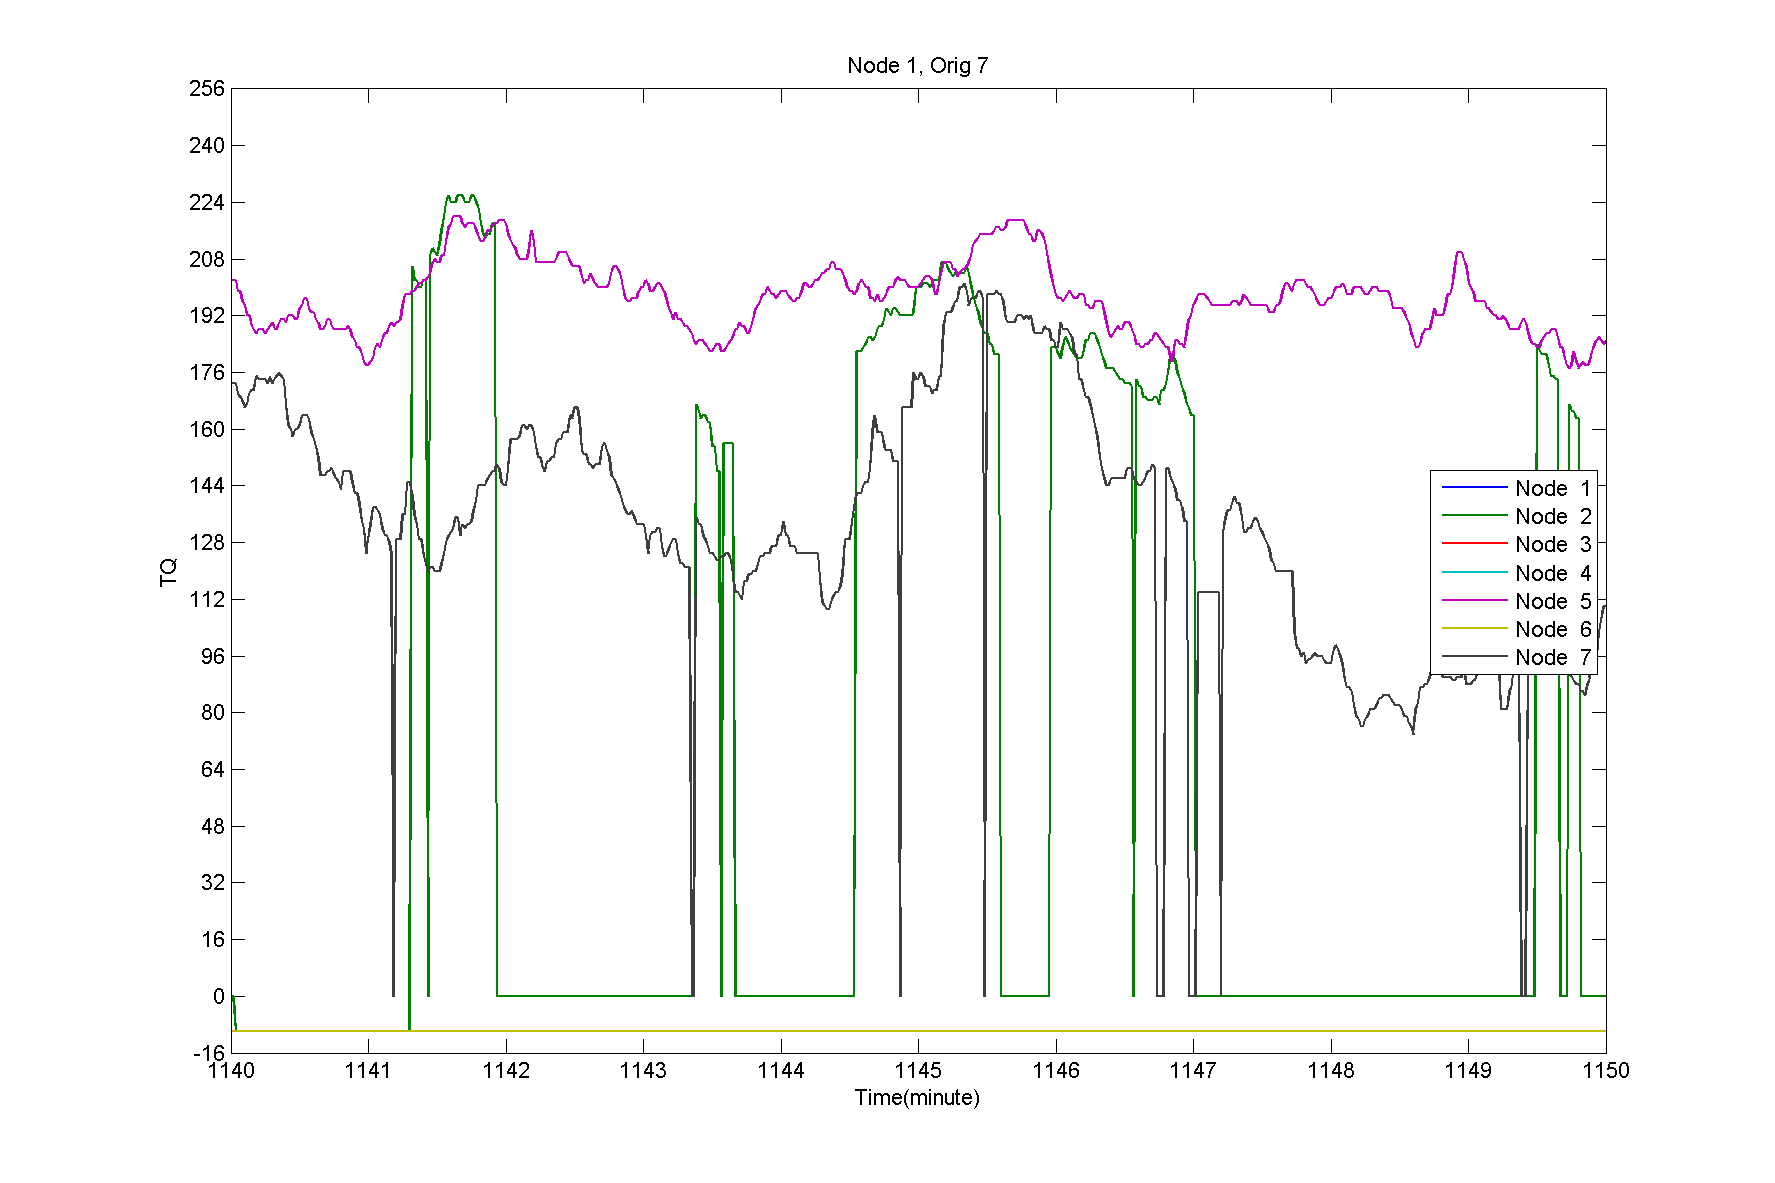 Node 1, Orig 7
256
240
224
208
192
176
160
144
128
112
96
80
64
48
32
16
0
-16
TQ
Node 1
Node 2
Node 3
Node 4
Node 5
Node 6
Node 7
1140 1141 1142 1143 1144 1145 1146 1147 1148 1149 1150
Time(minute)